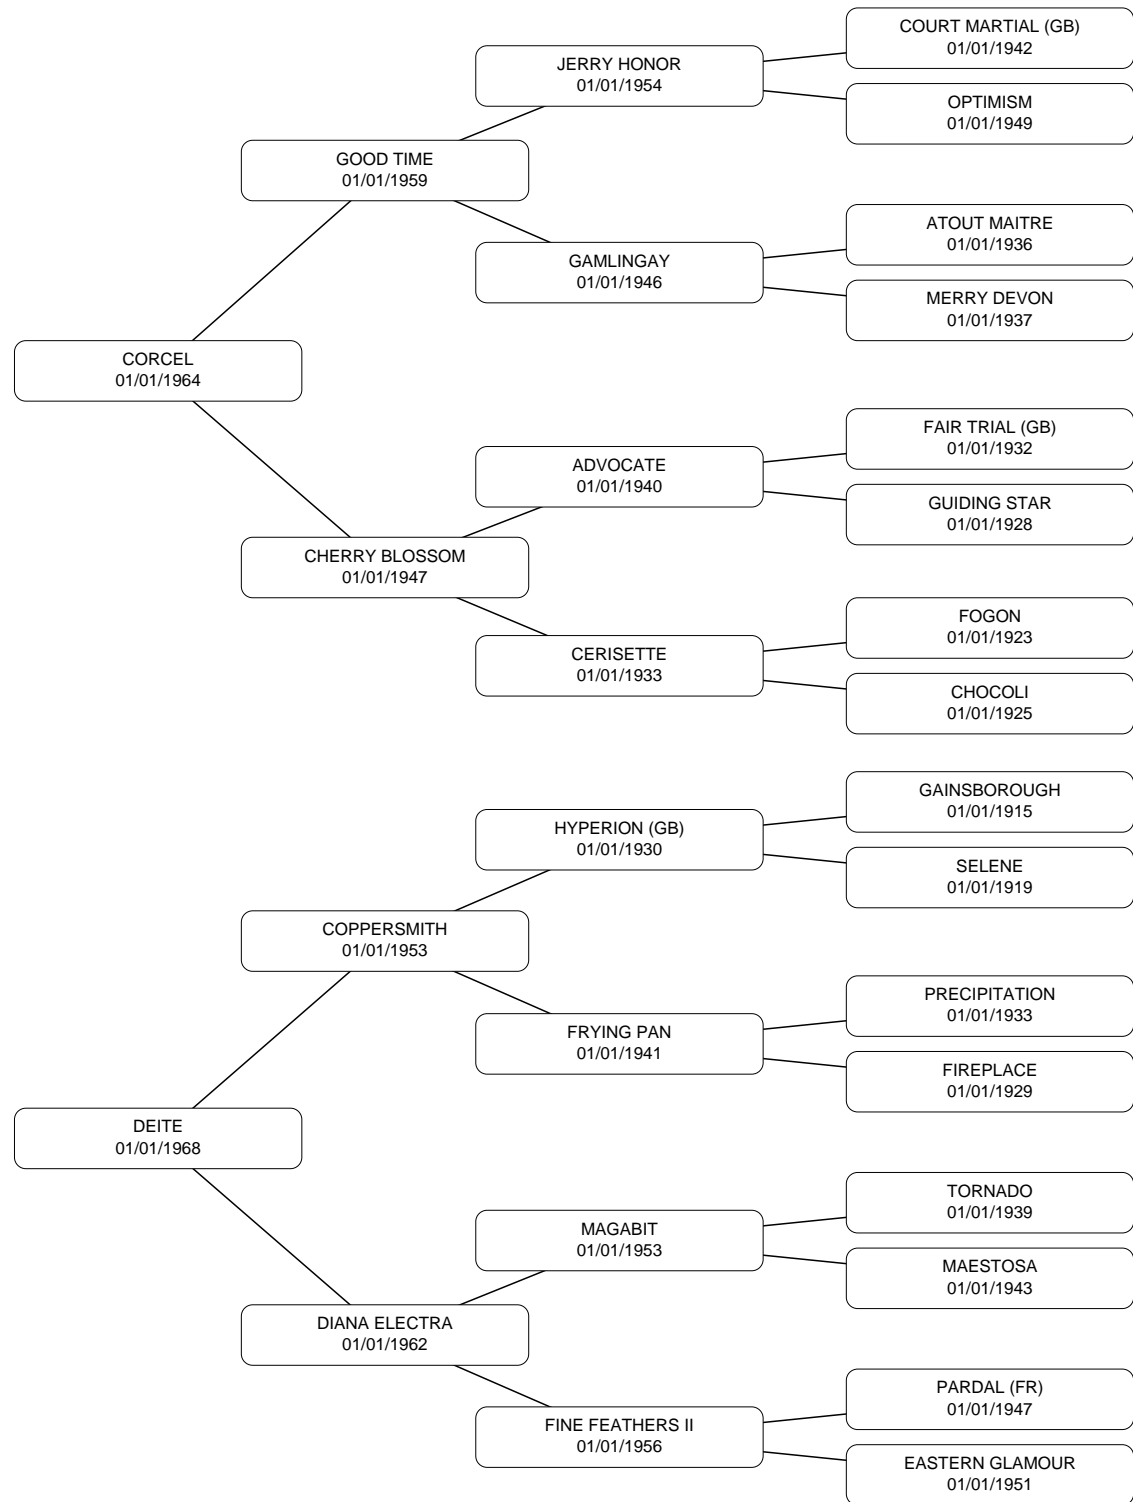 COURT MARTIAL (GB)
01/01/1942
JERRY HONOR
01/01/1954
OPTIMISM
01/01/1949
GOOD TIME
01/01/1959
ATOUT MAITRE
01/01/1936
GAMLINGAY
01/01/1946
MERRY DEVON
01/01/1937
CORCEL
01/01/1964
FAIR TRIAL (GB)
01/01/1932
ADVOCATE
01/01/1940
GUIDING STAR
01/01/1928
CHERRY BLOSSOM
01/01/1947
FOGON
01/01/1923
CERISETTE
01/01/1933
CHOCOLI
01/01/1925
GAINSBOROUGH
01/01/1915
HYPERION (GB)
01/01/1930
SELENE
01/01/1919
COPPERSMITH
01/01/1953
PRECIPITATION
01/01/1933
FRYING PAN
01/01/1941
FIREPLACE
01/01/1929
DEITE
01/01/1968
TORNADO
01/01/1939
MAGABIT
01/01/1953
MAESTOSA
01/01/1943
DIANA ELECTRA
01/01/1962
PARDAL (FR)
01/01/1947
FINE FEATHERS II
01/01/1956
EASTERN GLAMOUR
01/01/1951